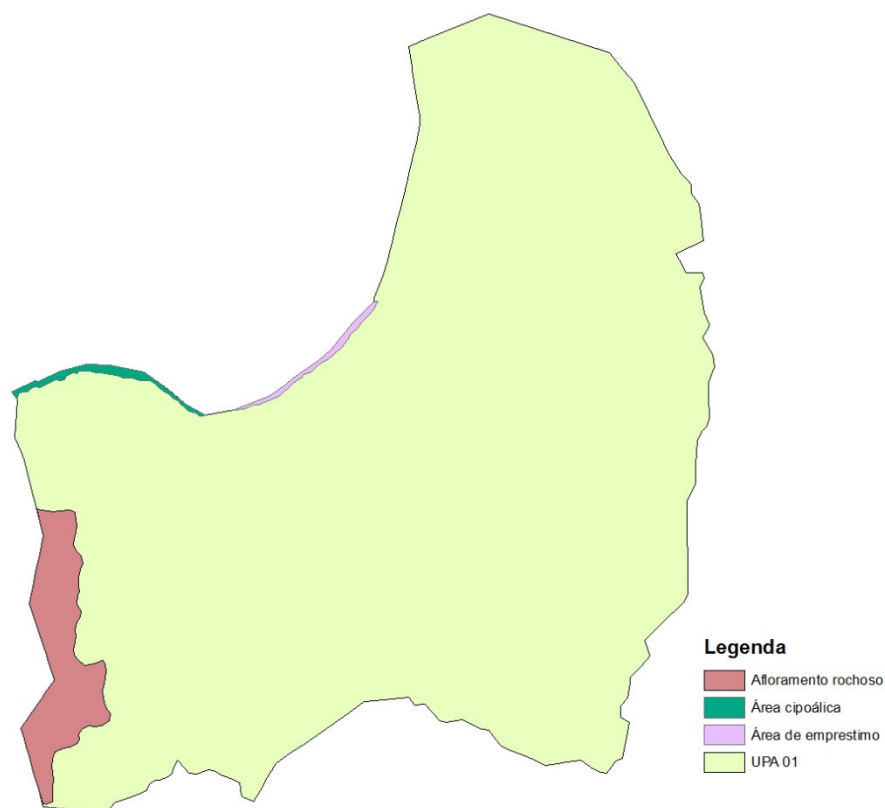 Legenda
Afloramento rochoso
Área cipoálica
Área de emprestimo
UPA 01